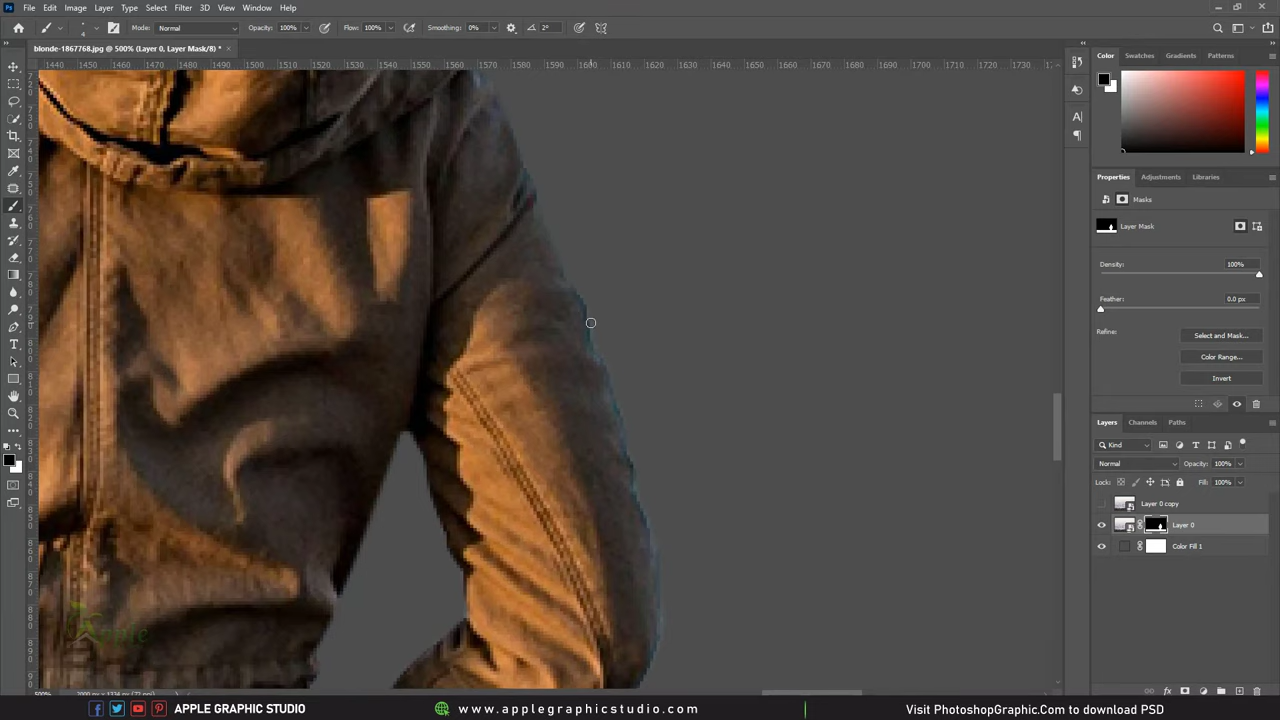 File Edit Image Layer Type Select Filter 3D View Window Help
Mode: Normal Opacity: 100% Flow: 100% Smoothing: 0% 2°
blonde-1867768.jpg @ 500% (Layer 0, Layer Mask/8) *
1440 1450 1460 1470 1480 1490 1500 1510 1520 1530 1540 1550 1560 1570 1580 1590 1600 1610 1620 1630 1640 1650 1660 1670 1680 1690 1700 1710 1720 1730
Color Swatches Gradients Patterns
Properties Adjustments Libraries
Masks
Layer Mask
Density: 100%
Feather: 0.0 px
Refine: Select and Mask...
Color Range...
Invert
Layers Channels Paths
Kind
Normal Opacity: 100%
Lock: Fill: 100%
Layer 0 copy
Layer 0
Color Fill 1
Apple
500%
APPLE GRAPHIC STUDIO www.applegraphicstudio.com Visit PhotoshopGraphic.Com to download PSD